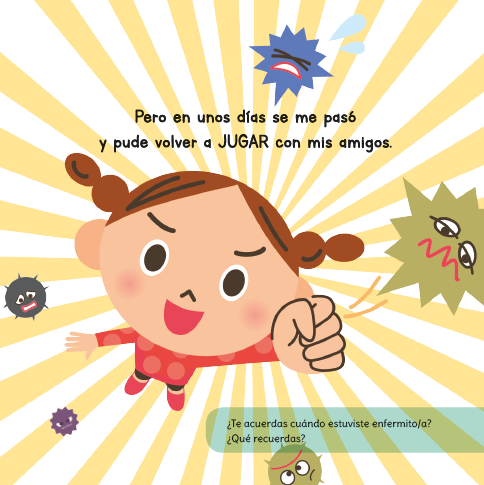 Pero en unos días se me pasó
y pude volver a JUGAR con mis amigos.
¿Te acuerdas cuándo estuviste enfermito/a?
¿Qué recuerdas?